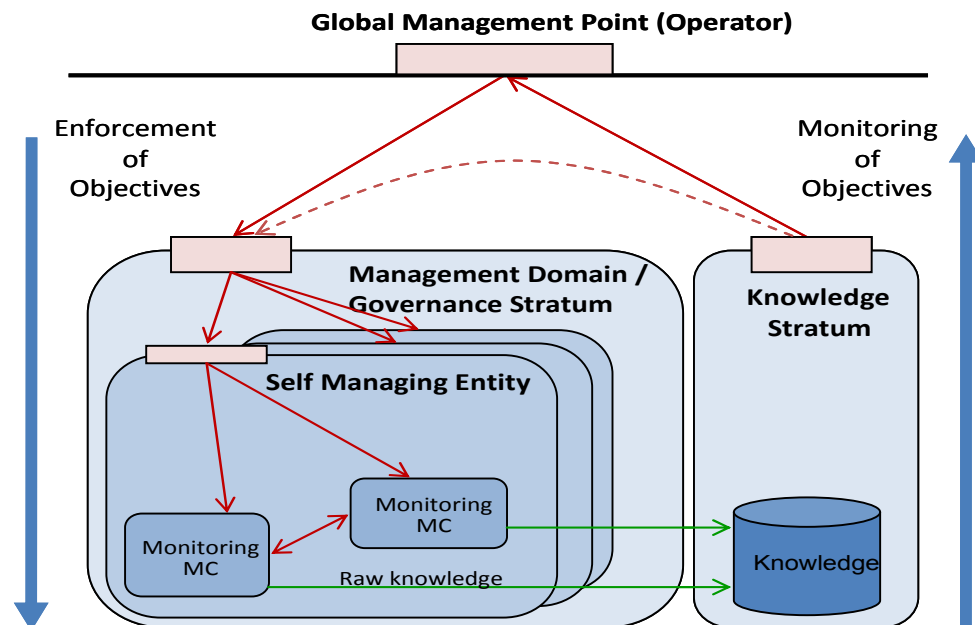 Global Management Point (Operator)
Enforcement
of
Objectives
Monitoring
of
Objectives
Management Domain /
Governance Stratum
Knowledge
Stratum
Self Managing Entity
Monitoring
MC
Monitoring
MC
Raw knowledge
Knowledge